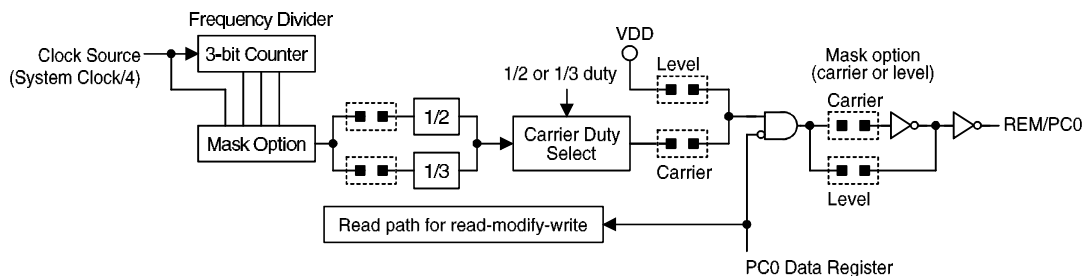 Frequency Divider
Clock Source
(System Clock/4)
3-bit Counter
Mask Option
1/2
1/3
1/2 or 1/3 duty
Carrier Duty
Select
VDD
Level
Carrier
Mask option
(carrier or level)
Carrier
Level
REM/PC0
Read path for read-modify-write
PC0 Data Register